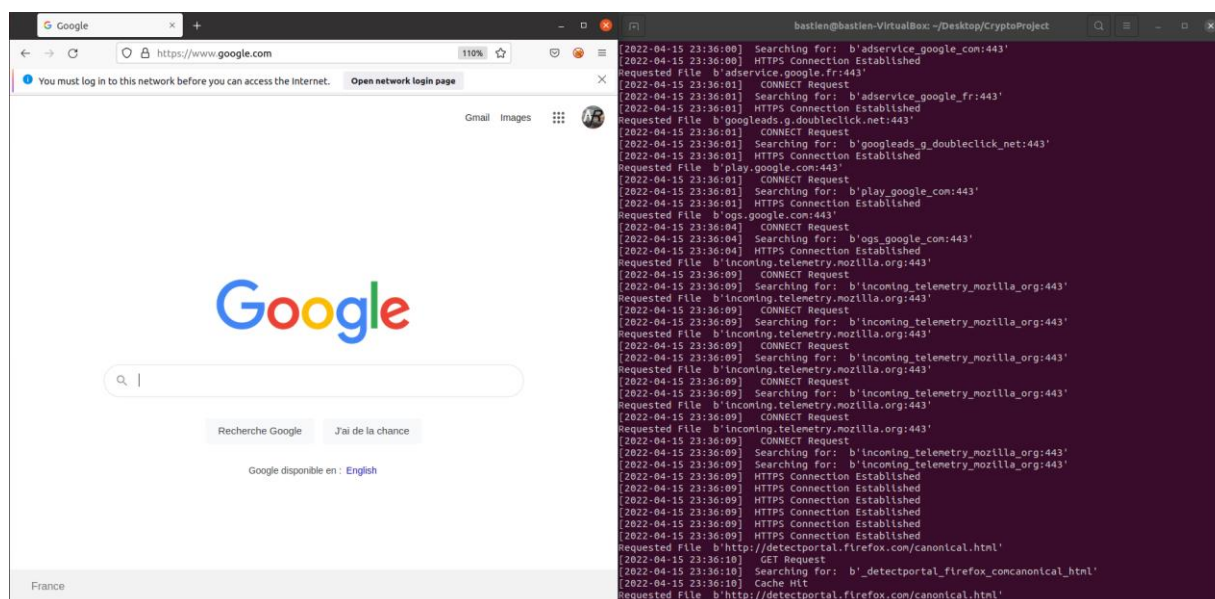 Google
https://www.google.com
110%
You must log in to this network before you can access the Internet.
Open network login page
Gmail
Images
Google
Recherche Google
J'ai de la chance
Google disponible en : English
France
bastien@bastien-VirtualBox: ~/Desktop/CryptoProject
[2022-04-15 23:36:00] Searching for: b'adservice_google_com:443'
[2022-04-15 23:36:00] HTTPS Connection Established
Requested File b'adservice.google.fr:443'
[2022-04-15 23:36:01] CONNECT Request
[2022-04-15 23:36:01] Searching for: b'adservice_google_fr:443'
[2022-04-15 23:36:01] HTTPS Connection Established
Requested File b'googleads.g.doubleclick.net:443'
[2022-04-15 23:36:01] CONNECT Request
[2022-04-15 23:36:01] Searching for: b'googleads_g_doubleclick_net:443'
[2022-04-15 23:36:01] HTTPS Connection Established
Requested File b'play.google.com:443'
[2022-04-15 23:36:01] CONNECT Request
[2022-04-15 23:36:01] Searching for: b'play_google_com:443'
[2022-04-15 23:36:01] HTTPS Connection Established
Requested File b'ogs.google.com:443'
[2022-04-15 23:36:04] CONNECT Request
[2022-04-15 23:36:04] Searching for: b'ogs_google_com:443'
[2022-04-15 23:36:04] HTTPS Connection Established
Requested File b'incoming.telemetry.mozilla.org:443'
[2022-04-15 23:36:09] CONNECT Request
[2022-04-15 23:36:09] Searching for: b'incoming_telemetry_mozilla_org:443'
Requested File b'incoming.telemetry.mozilla.org:443'
[2022-04-15 23:36:09] CONNECT Request
[2022-04-15 23:36:09] Searching for: b'incoming_telemetry_mozilla_org:443'
Requested File b'incoming.telemetry.mozilla.org:443'
[2022-04-15 23:36:09] CONNECT Request
[2022-04-15 23:36:09] Searching for: b'incoming_telemetry_mozilla_org:443'
Requested File b'incoming.telemetry.mozilla.org:443'
[2022-04-15 23:36:09] CONNECT Request
[2022-04-15 23:36:09] Searching for: b'incoming_telemetry_mozilla_org:443'
Requested File b'incoming.telemetry.mozilla.org:443'
[2022-04-15 23:36:09] CONNECT Request
Requested File b'incoming.telemetry.mozilla.org:443'
[2022-04-15 23:36:09] CONNECT Request
[2022-04-15 23:36:09] Searching for: b'incoming_telemetry_mozilla_org:443'
[2022-04-15 23:36:09] Searching for: b'incoming_telemetry_mozilla_org:443'
[2022-04-15 23:36:09] HTTPS Connection Established
[2022-04-15 23:36:09] HTTPS Connection Established
[2022-04-15 23:36:09] HTTPS Connection Established
[2022-04-15 23:36:09] HTTPS Connection Established
[2022-04-15 23:36:09] HTTPS Connection Established
Requested File b'http://detectportal.firefox.com/canonical.html'
[2022-04-15 23:36:10] GET Request
[2022-04-15 23:36:10] Searching for: b'_detectportal_firefox_comcanonical_html'
[2022-04-15 23:36:10] Cache Hit
Requested File b'http://detectportal.firefox.com/canonical.html'